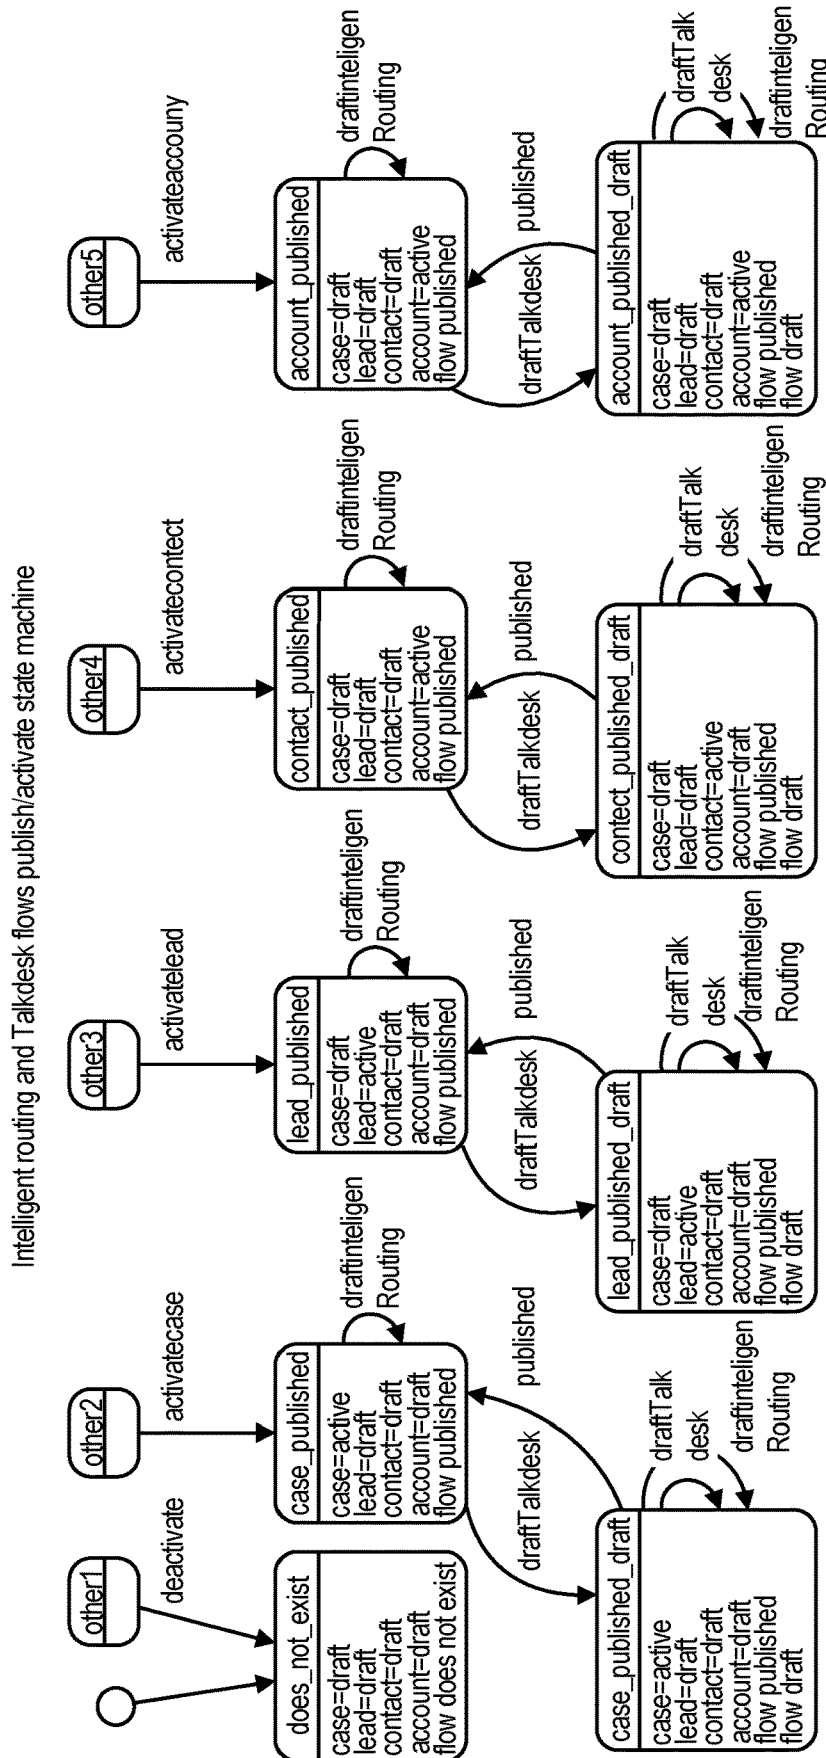 Intelligent routing and Talkdesk flows publish/activate state machine
other1
deactivate
other2
activatecase
other3
activatelead
other4
activatecontect
other5
activateaccouny
does_not_exist
case=draft
lead=draft
contact=draft
account=draft
flow does not exist
case_published
case=active
lead=draft
contact=draft
account=draft
flow published
draftinteligen
Routing
lead_published
case=draft
lead=active
contact=draft
account=draft
flow published
draftinteligen
Routing
contact_published
case=draft
lead=draft
contact=draft
account=active
flow published
draftinteligen
Routing
account_published
case=draft
lead=draft
contact=draft
account=active
flow published
draftinteligen
Routing
draftTalkdesk
published
draftTalkdesk
published
draftTalkdesk
published
draftTalkdesk
published
case_published_draft
case=active
lead=draft
contact=draft
account=draft
flow published
flow draft
draftTalk
desk
draftinteligen
Routing
lead_published_draft
case=draft
lead=active
contact=draft
account=draft
flow published
flow draft
draftTalk
desk
draftinteligen
Routing
contect_published_draft
case=draft
lead=draft
contact=active
account=draft
flow published
flow draft
draftTalk
desk
draftinteligen
Routing
account_published_draft
case=draft
lead=draft
contact=draft
account=active
flow published
flow draft
draftTalk
desk
draftinteligen
Routing